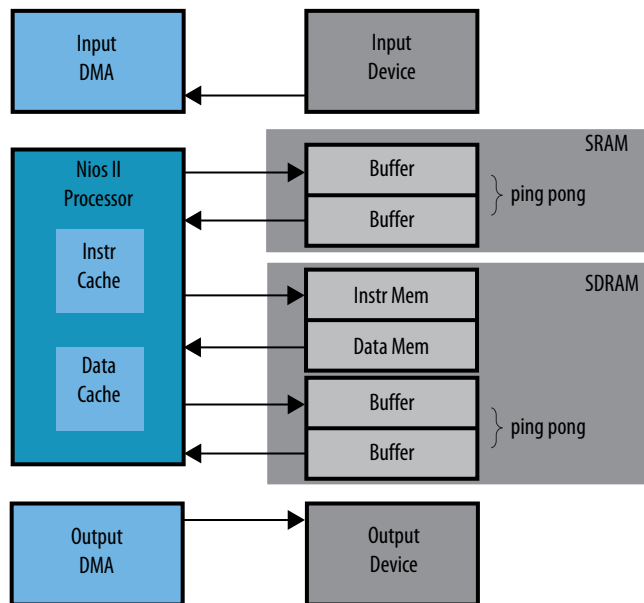 Input
DMA
Input
Device
SRAM
Nios II
Processor
Buffer
Buffer
ping pong
Instr
Cache
SDRAM
Instr Mem
Data Mem
Data
Cache
Buffer
Buffer
ping pong
Output
DMA
Output
Device